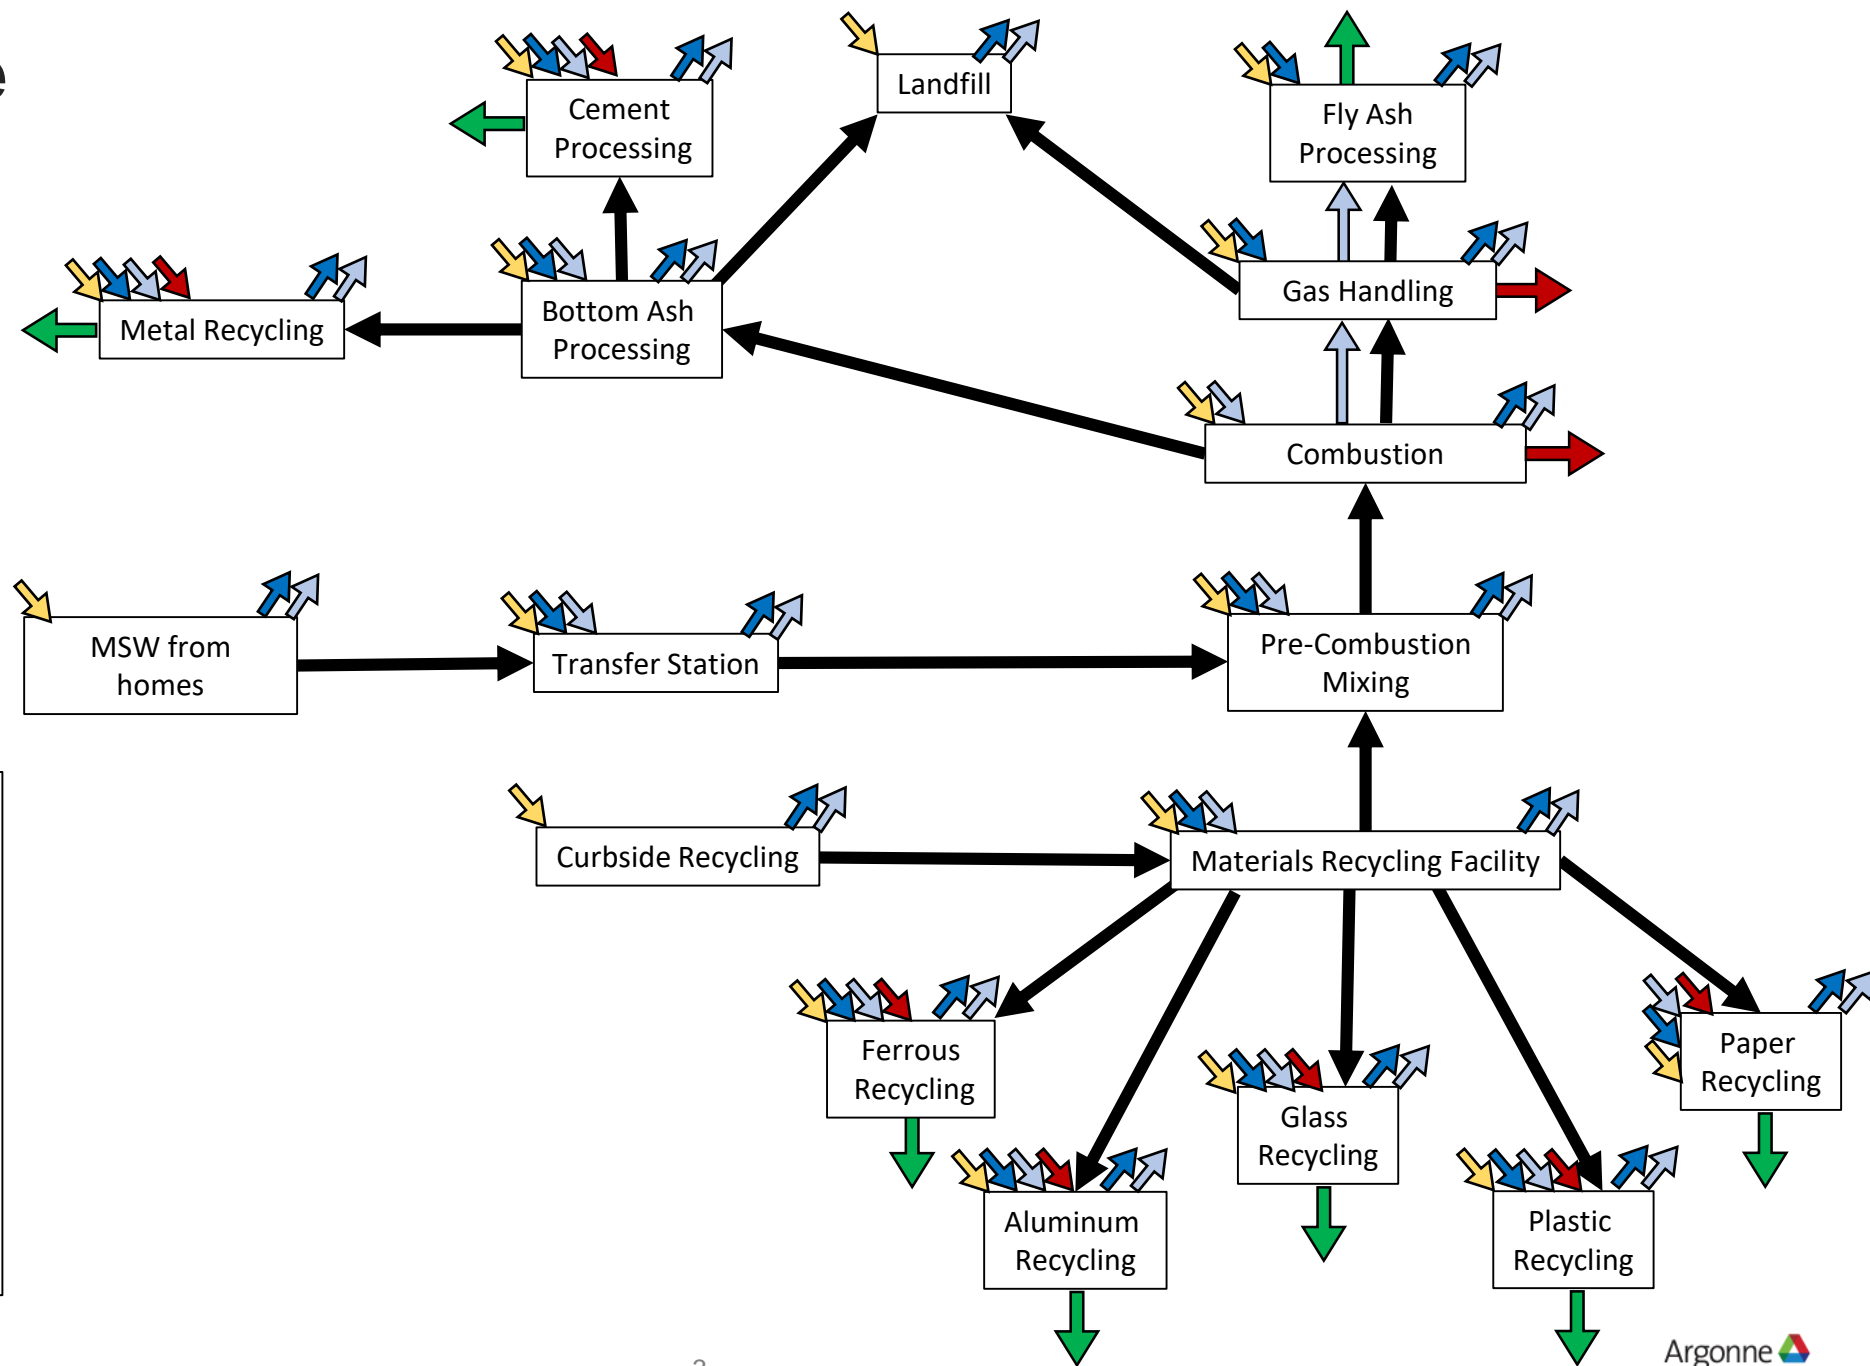 e
Cement
Processing
Landfill
Fly Ash
Processing
Metal Recycling
Bottom Ash
Processing
Gas Handling
Combustion
MSW from
homes
Transfer Station
Pre-Combustion
Mixing
Curbside Recycling
Materials Recycling Facility
Ferrous
Recycling
Aluminum
Recycling
Glass
Recycling
Plastic
Recycling
Paper
Recycling
Argonne